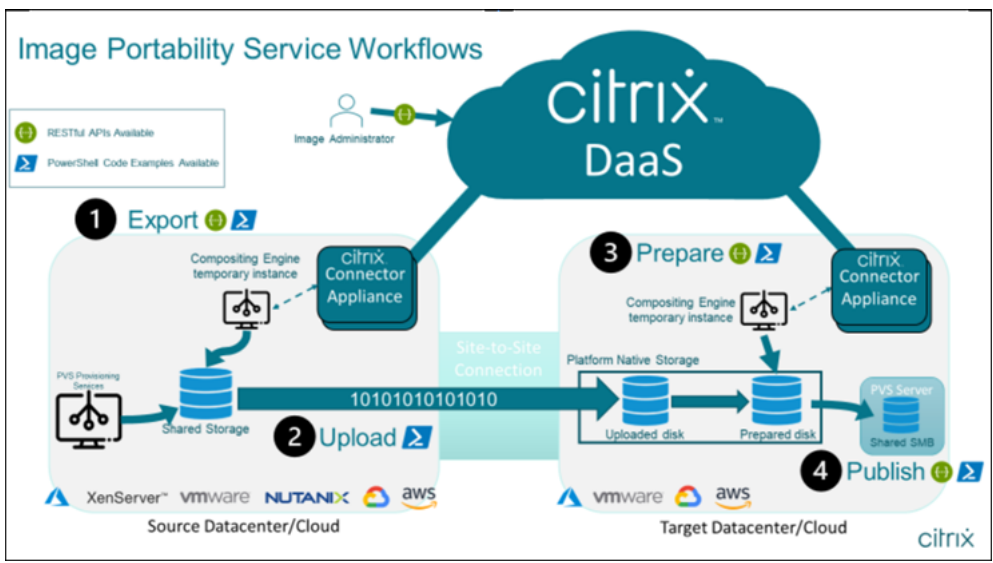 Image Portability Service Workflows
citrix™
DaaS
Image Administrator
{··} RESTful APIs Available
PowerShell Code Examples Available
1 Export {··}
Compositing Engine
temporary instance
citrix
Connector
Appliance
PVS Provisioning
Services
Shared Storage
10101010101010
2 Upload
XenServer™ vmware NUTANIX aws
Source Datacenter/Cloud
Site-to-Site
Connection
3 Prepare {··}
Compositing Engine
temporary instance
citrix
Connector
Appliance
Platform Native Storage
Uploaded disk
Prepared disk
PVS Server
Shared SMB
4 Publish {··}
vmware aws
Target Datacenter/Cloud
citrix